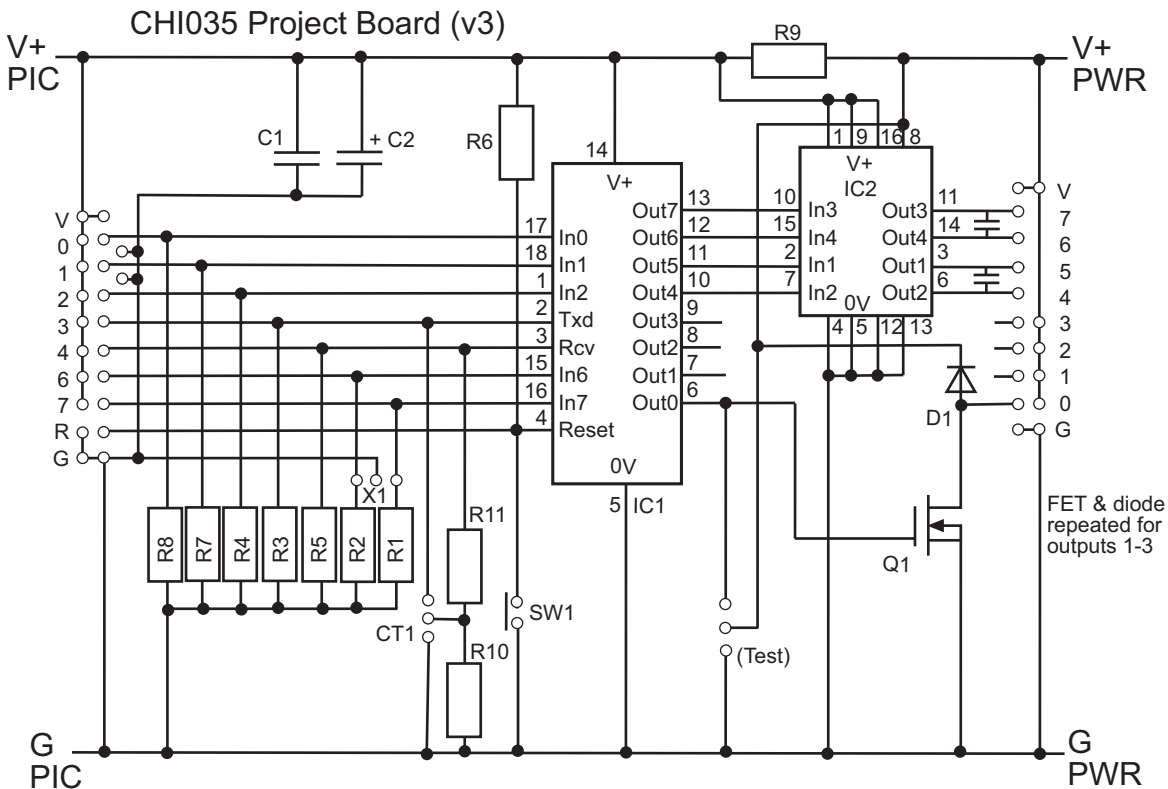 CHI035 Project Board (v3)
V+
PIC
V+
PWR
R9
C1
+ C2
R6
14
V+
1 9 16 8
V+
IC2
13
Out7
10
In3
Out3
11
17
In0
12
Out6
15
In4
Out4
14
18
In1
11
Out5
2
In1
Out1
3
1
In2
10
Out4
7
In2
Out2
6
0V
2
Txd
9
Out3
4 5 12 13
3
Rcv
8
Out2
15
In6
7
Out1
16
In7
6
Out0
4
Reset
0V
5 IC1
V
0
1
2
3
4
6
7
R
G
V
7
6
5
4
3
2
1
0
G
D1
X1
R8
R7
R4
R3
R5
R2
R1
R11
R10
CT1
SW1
(Test)
Q1
FET & diode
repeated for
outputs 1-3
G
PIC
G
PWR